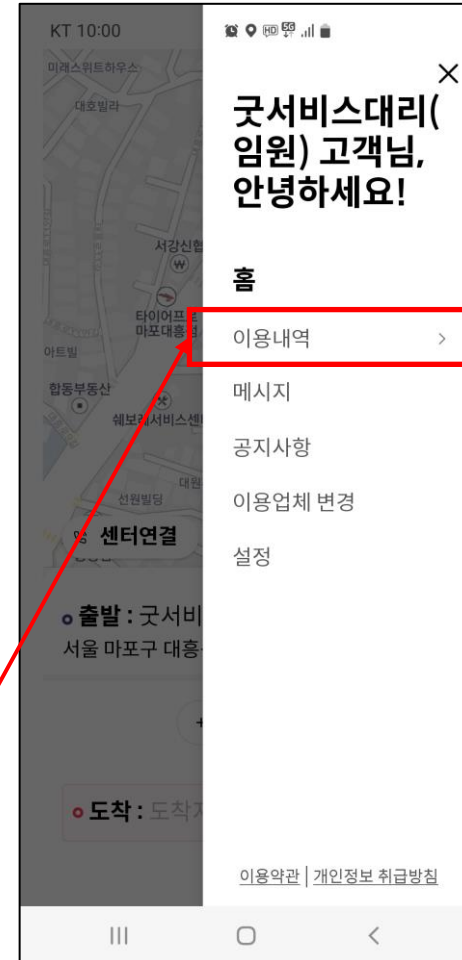 KT 10:00
HD 5G
미래스위트하우스
대호빌라
서강신협
타이어프로
마포대흥점
아트빌
합동부동산
쉐보레서비스센
대원
선원빌딩
센터연결
출발 : 굿서비
서울 마포구 대흥
+
도착 : 도착지
굿서비스대리(
임원) 고객님,
안녕하세요!
홈
이용내역
메시지
공지사항
이용업체 변경
설정
이용약관 | 개인정보 취급방침